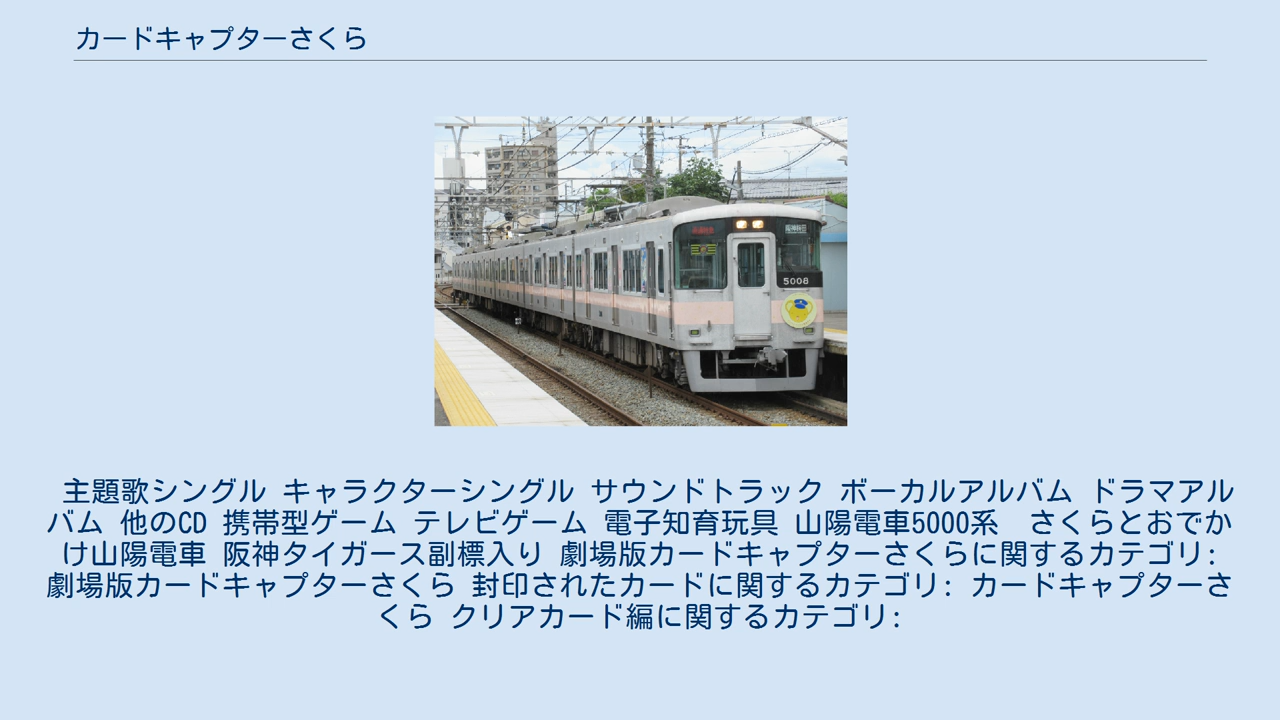 カードキャプターさくら
5008
主題歌シングル キャラクターシングル サウンドトラック ボーカルアルバム ドラマアル
バム 他のCD 携帯型ゲーム テレビゲーム 電子知育玩具 山陽電車5000系　さくらとおでか
け山陽電車 阪神タイガース副標入り 劇場版カードキャプターさくらに関するカテゴリ:
劇場版カードキャプターさくら 封印されたカードに関するカテゴリ: カードキャプターさ
くら クリアカード編に関するカテゴリ: